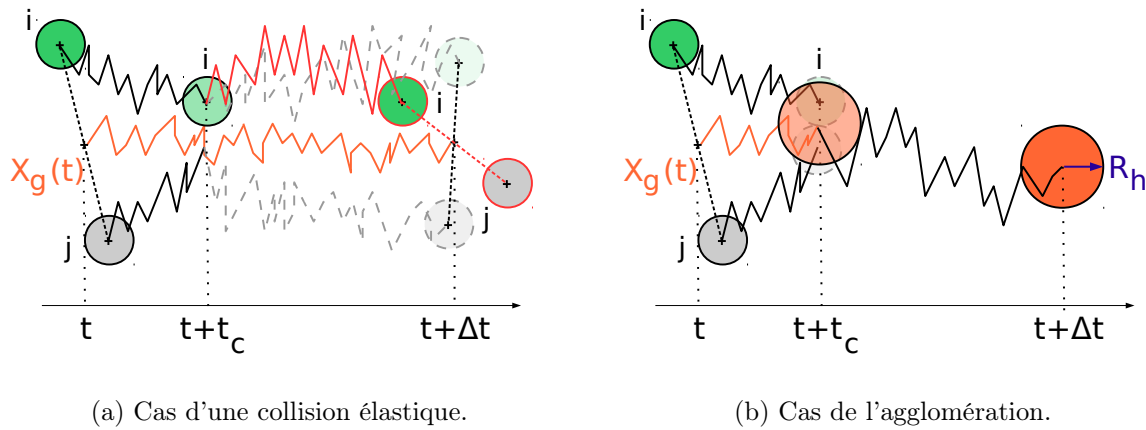 i
i
i
X_g(t)
j
j
t
t+t_c
t+Δt
(a) Cas d'une collision élastique.
i
i
X_g(t)
R_h
j
t
t+t_c
t+Δt
(b) Cas de l'agglomération.